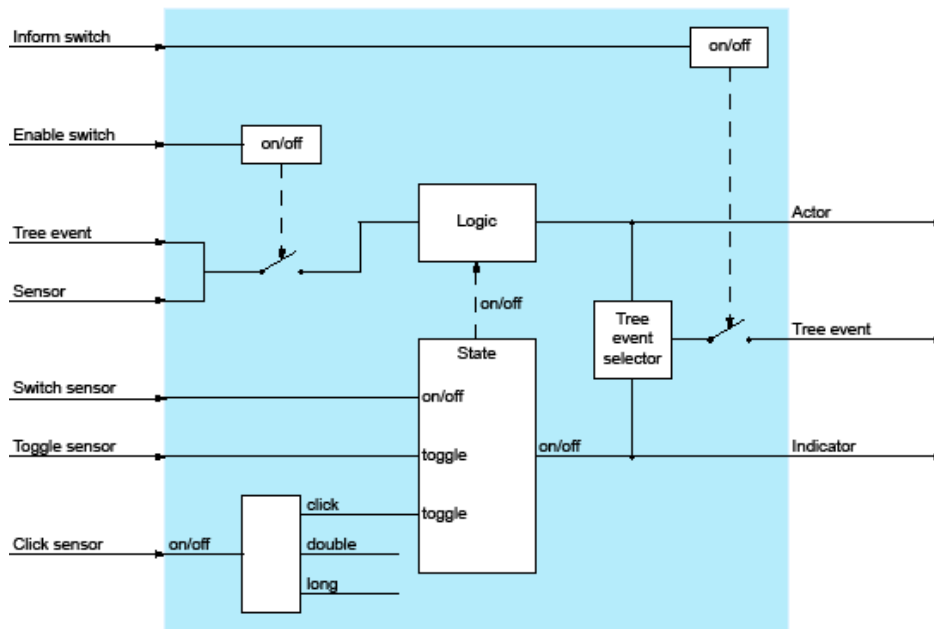 Inform switch
on/off
Enable switch
on/off
Logic
Actor
Tree event
Sensor
on/off
Tree
event
selector
Tree event
State
Switch sensor
on/off
Toggle sensor
toggle
on/off
Indicator
click
toggle
Click sensor
on/off
double
long